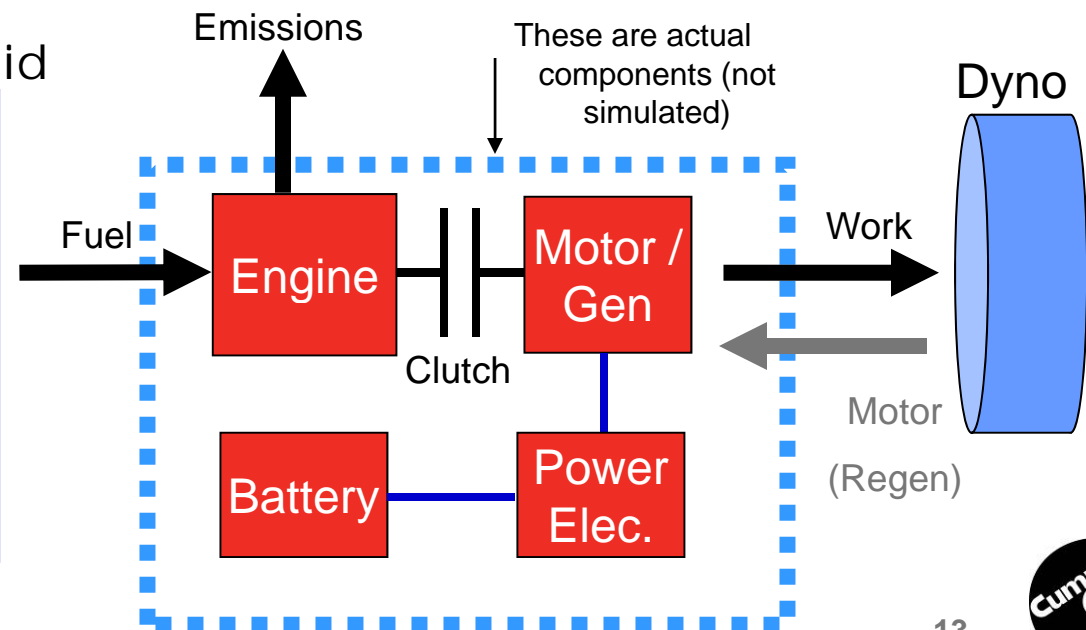 id
Emissions
These are actual
components (not
simulated)
Dyno
Fuel
Engine
Clutch
Motor /
Gen
Work
Motor
(Regen)
Battery
Power
Elec.
13